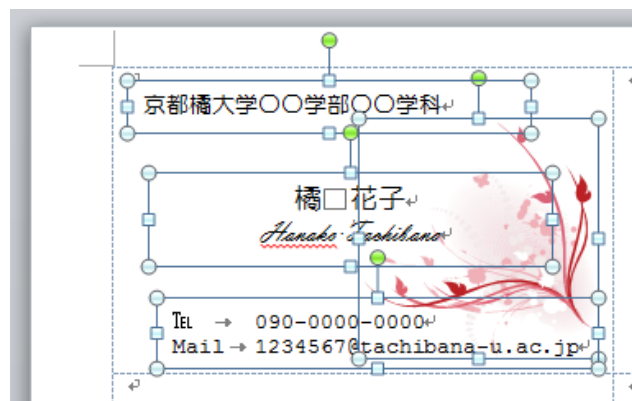 京都橘大学〇〇学部〇〇学科
橘□花子
Hanako Tachibana
TEL → 090-0000-0000
Mail → 1234567@tachibana-u.ac.jp